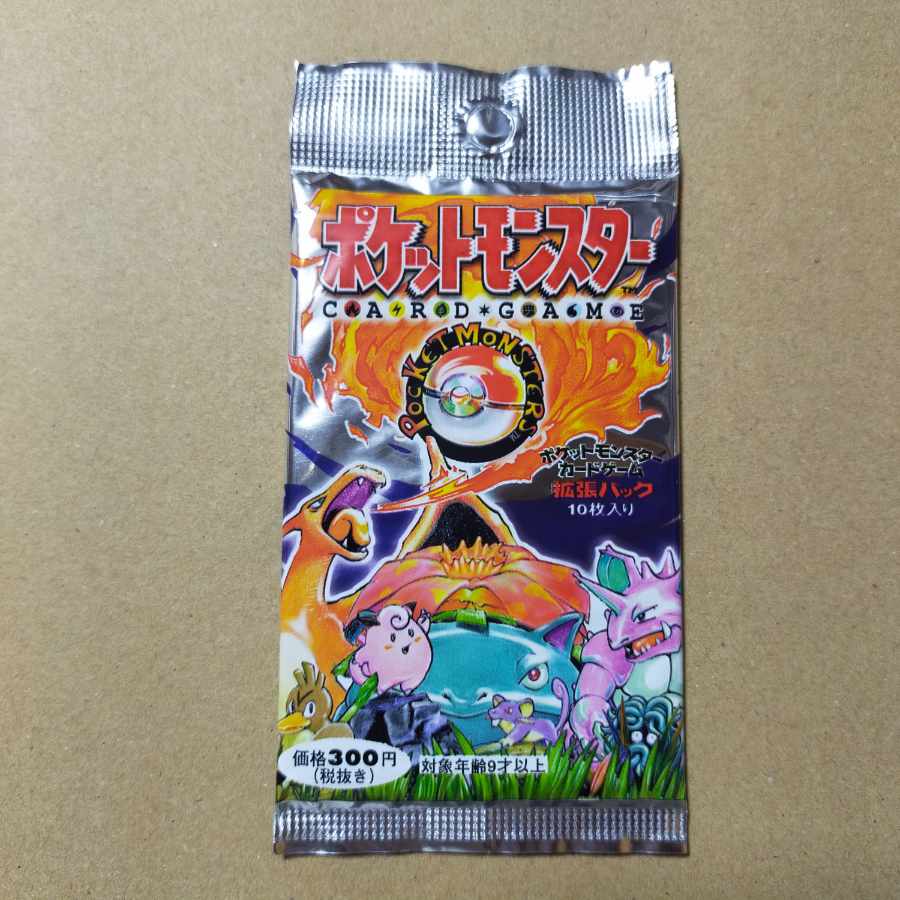 ポケットモンスター
TM
CARD*GAME
POCKET MONSTERS TM
ポケットモンスター
カードゲーム
拡張パック
10枚入り
価格300円
(税抜き)
対象年齢9才以上